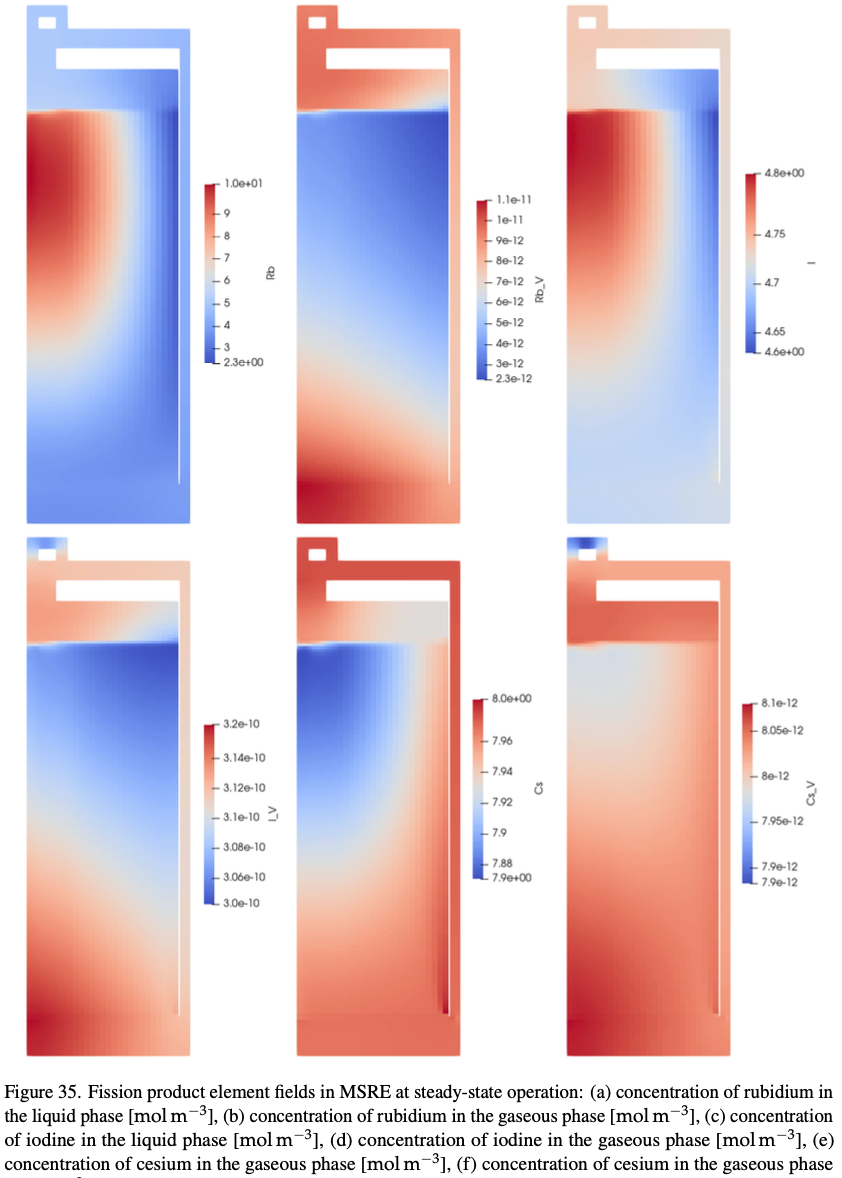 1.0e+01
9
8
7
6
5
4
3
2.3e+00
Rb
1.1e-11
1e-11
9e-12
8e-12
7e-12
6e-12
5e-12
4e-12
3e-12
2.3e-12
Rb_V
4.8e+00
4.75
4.7
4.65
4.6e+00
I
3.2e-10
3.14e-10
3.12e-10
3.1e-10
3.08e-10
3.06e-10
3.0e-10
I_V
8.0e+00
7.96
7.94
7.92
7.9
7.88
7.9e+00
Cs
8.1e-12
8.05e-12
8e-12
7.95e-12
7.9e-12
7.9e-12
Cs_V
Figure 35. Fission product element fields in MSRE at steady-state operation: (a) concentration of rubidium in
the liquid phase [mol m⁻³], (b) concentration of rubidium in the gaseous phase [mol m⁻³], (c) concentration
of iodine in the liquid phase [mol m⁻³], (d) concentration of iodine in the gaseous phase [mol m⁻³], (e)
concentration of cesium in the gaseous phase [mol m⁻³], (f) concentration of cesium in the gaseous phase